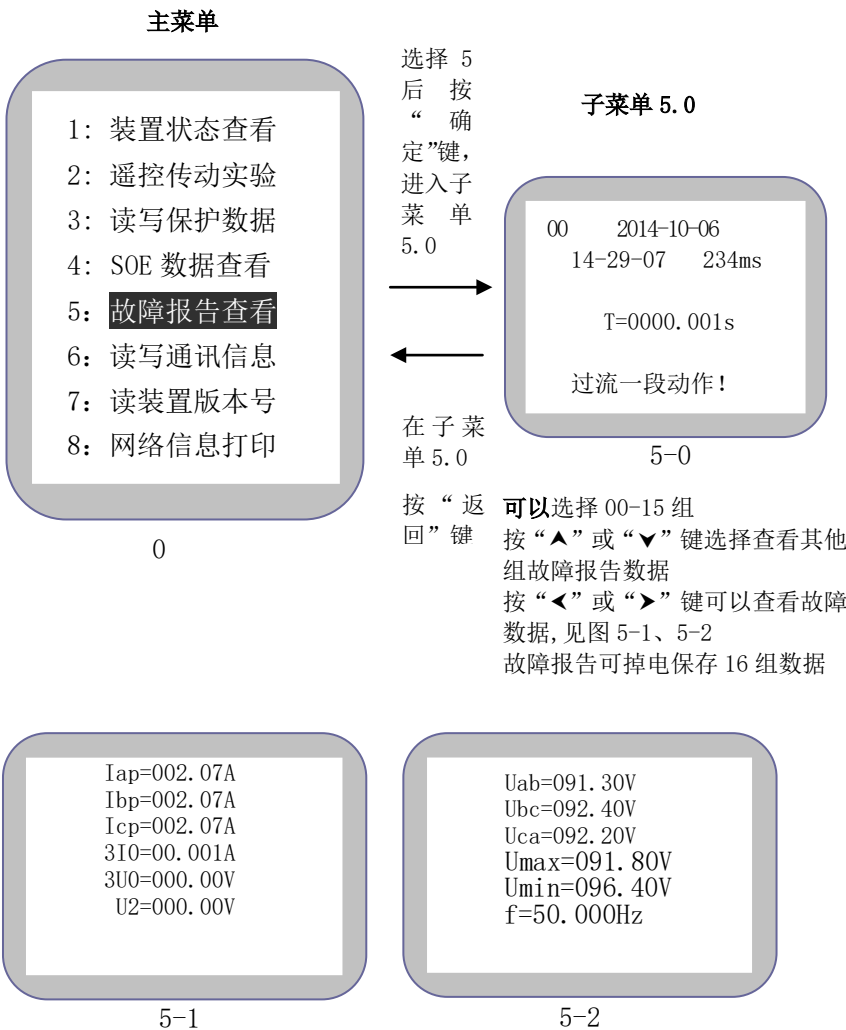 主菜单
1: 装置状态查看
2: 遥控传动实验
3: 读写保护数据
4: SOE 数据查看
5: 故障报告查看
6: 读写通讯信息
7: 读装置版本号
8: 网络信息打印
0
选择 5
后 按
“ 确
定”键,
进入子
菜 单
5.0
在子菜
单 5.0
按“返
回”键
子菜单 5.0
00 2014-10-06
14-29-07 234ms
T=0000.001s
过流一段动作!
5-0
可以选择 00-15 组
按“⮝”或“⮟”键选择查看其他
组故障报告数据
按“⮜”或“⮞”键可以查看故障
数据,见图 5-1、5-2
故障报告可掉电保存 16 组数据
Iap=002.07A
Ibp=002.07A
Icp=002.07A
3I0=00.001A
3U0=000.00V
U2=000.00V
5-1
Uab=091.30V
Ubc=092.40V
Uca=092.20V
Umax=091.80V
Umin=096.40V
f=50.000Hz
5-2